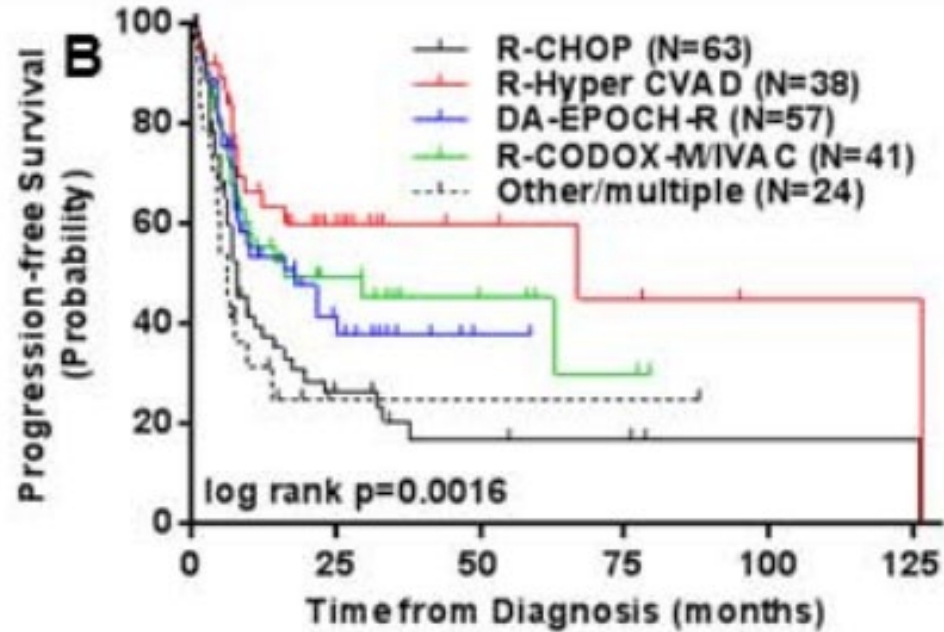 B
Progression-free Survival
(Probability)
100
80
60
40
20
0
R-CHOP (N=63)
R-Hyper CVAD (N=38)
DA-EPOCH-R (N=57)
R-CODOX-M/IVAC (N=41)
Other/multiple (N=24)
log rank p=0.0016
0 25 50 75 100 125
Time from Diagnosis (months)